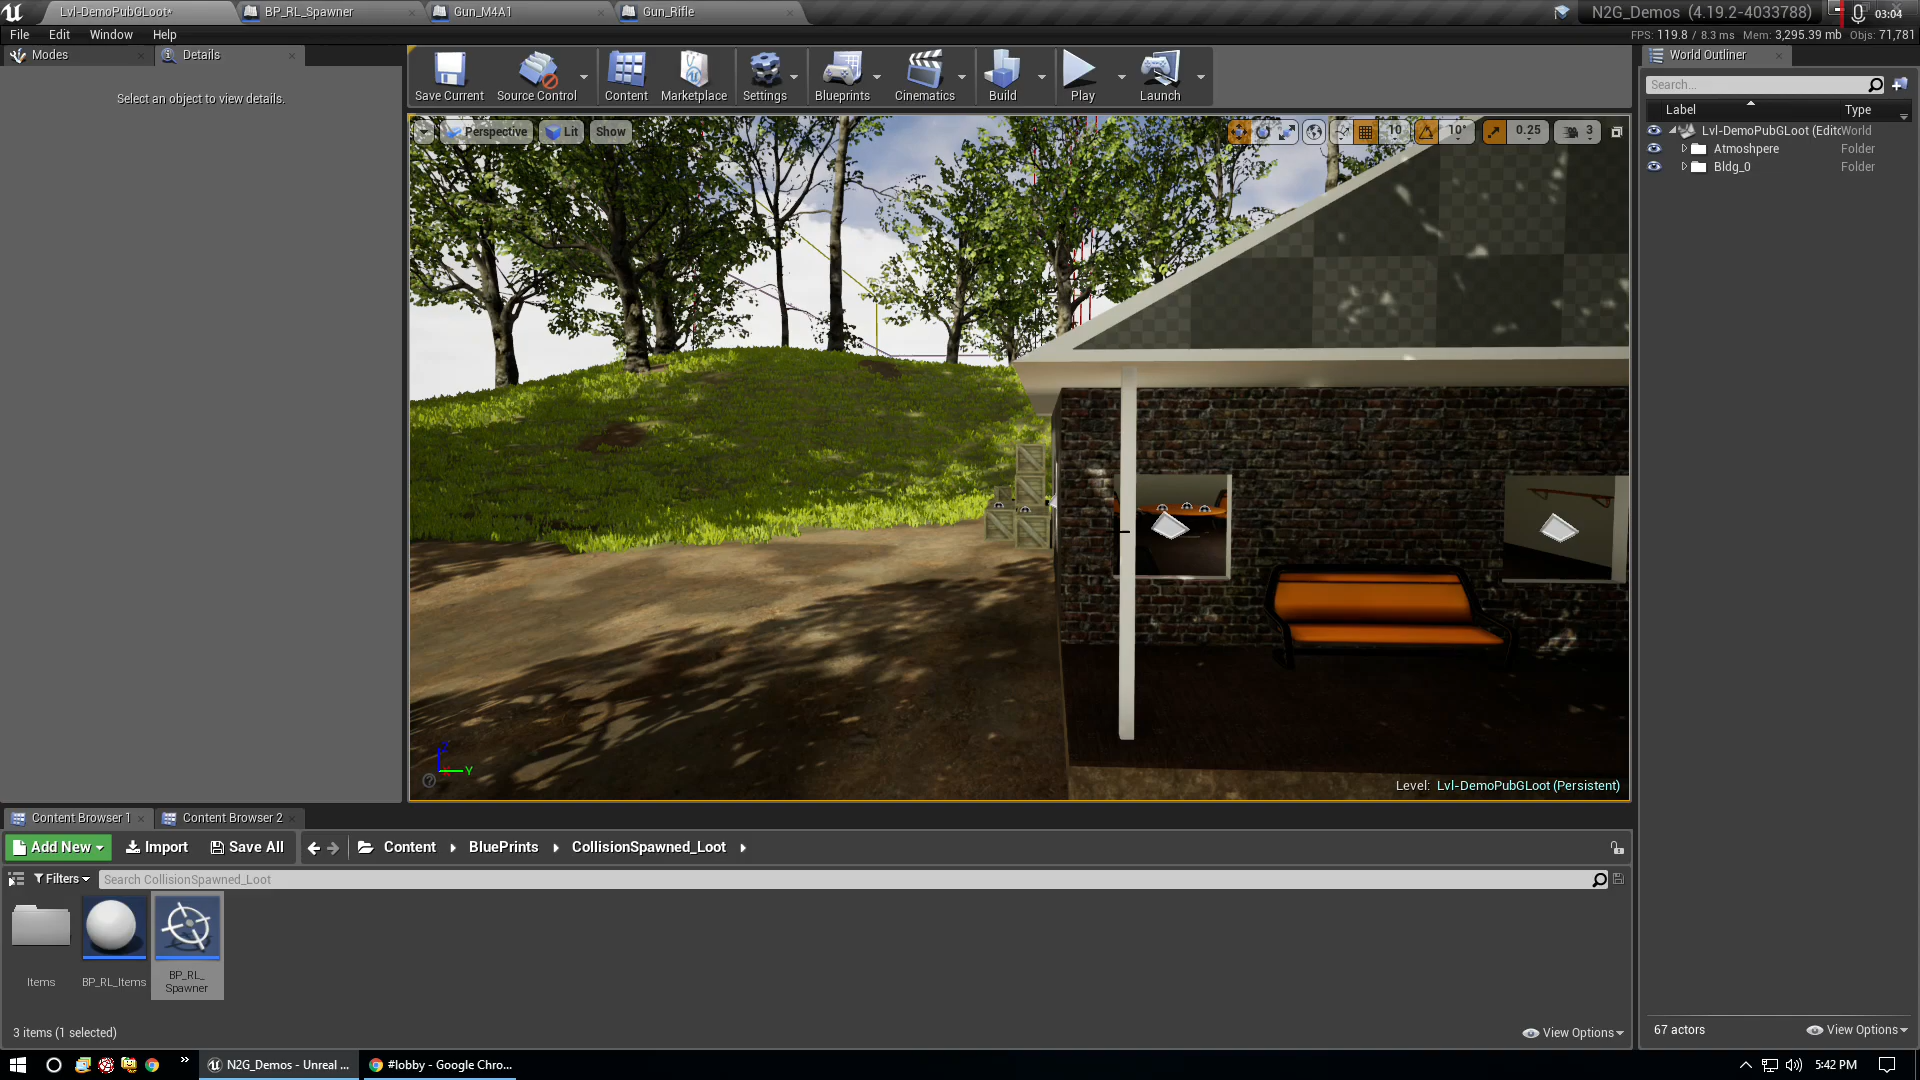 Lvl-DemoPubGLoot*
BP_RL_Spawner
Gun_M4A1
Gun_Rifle
N2G_Demos (4.19.2-4033788)
03:04
File
Edit
Window
Help
FPS: 119.8 / 8.3 ms Mem: 3,295.39 mb Objs: 71,781
Modes
Details
World Outliner
Select an object to view details.
Save Current
Source Control
Content
Marketplace
Settings
Blueprints
Cinematics
Build
Play
Launch
Search...
Label
Type
Lvl-DemoPubGLoot (Edito
World
Atmoshpere
Folder
Bldg_0
Folder
Perspective
Lit
Show
10
10°
0.25
3
Z
Y
Level: Lvl-DemoPubGLoot (Persistent)
Content Browser 1
Content Browser 2
Add New
Import
Save All
Content
BluePrints
CollisionSpawned_Loot
Filters
Search CollisionSpawned_Loot
Items
BP_RL_Items
BP_RL_
Spawner
3 items (1 selected)
View Options
67 actors
View Options
N2G_Demos - Unreal ...
#lobby - Google Chro...
5:42 PM